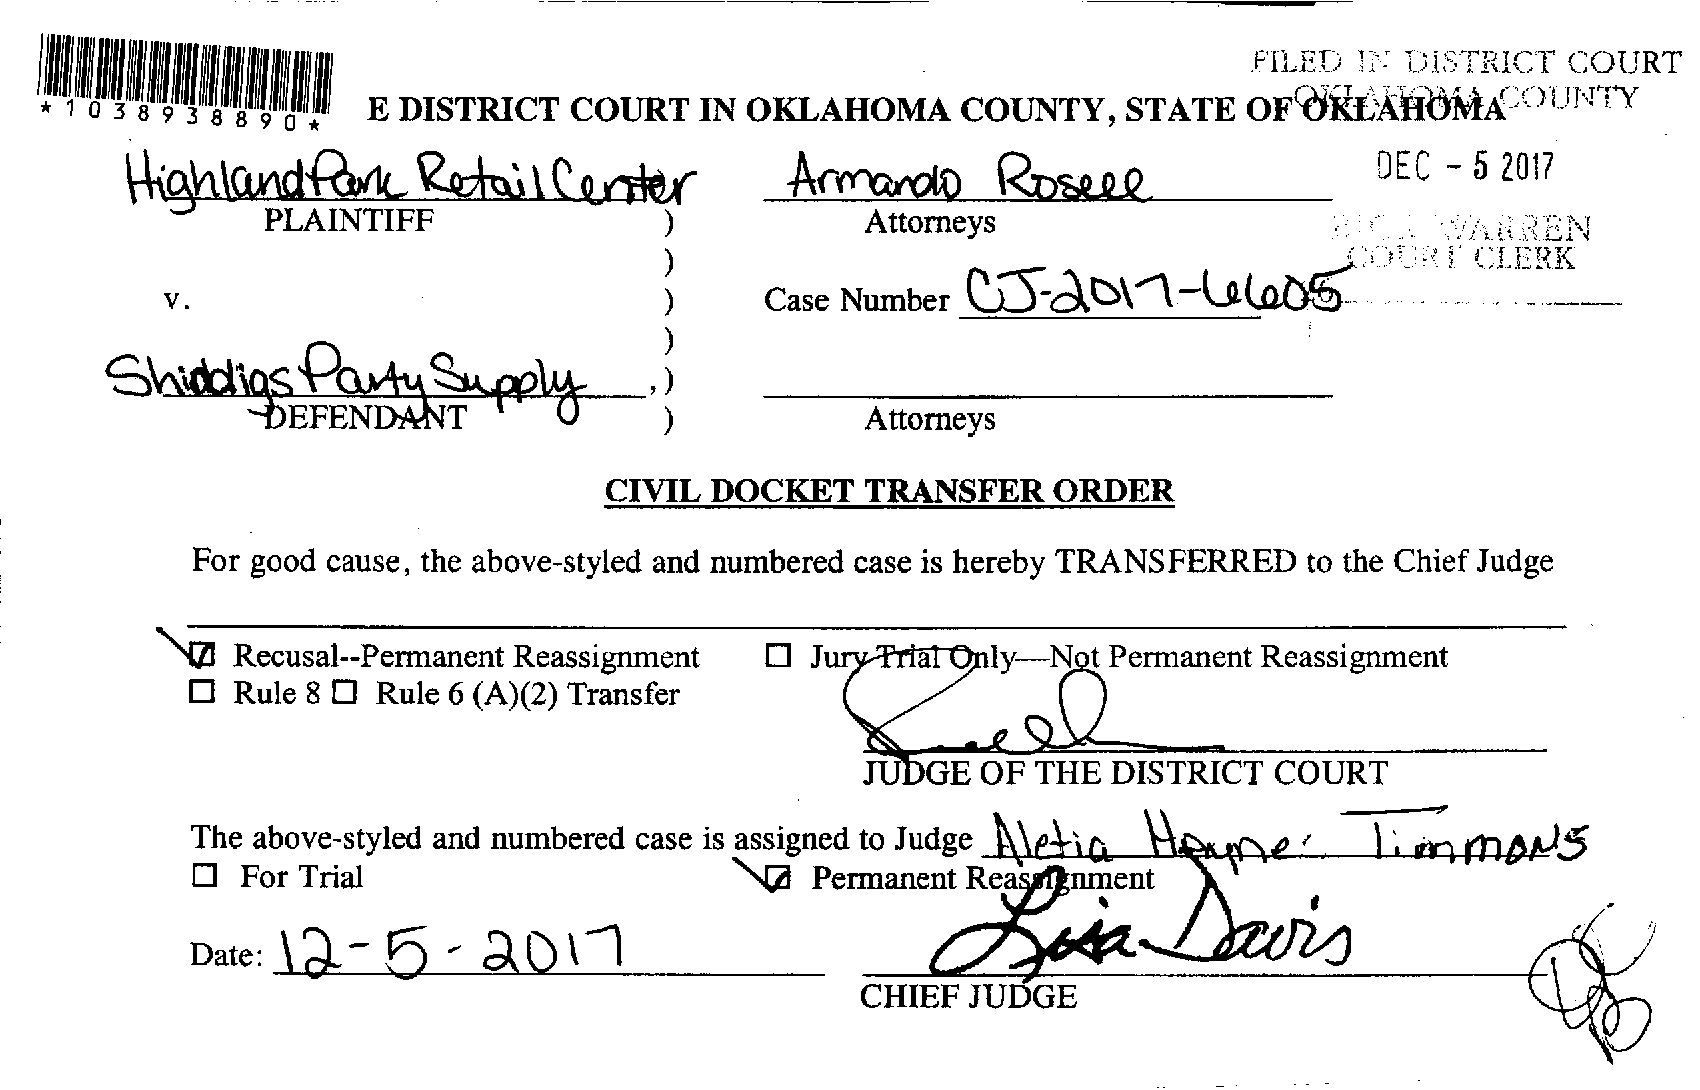 FILED IN DISTRICT COURT
OKLAHOMA COUNTY
*1038938890*
E DISTRICT COURT IN OKLAHOMA COUNTY, STATE OF OKLAHOMA
DEC - 5 2017
Highland Park Retail Center
Armando Rosell
PLAINTIFF )
Attorneys
WARREN
COURT CLERK
)
v. )
Case Number CJ-2017-6605
)
Shiddigs Party Supply ,)
DEFENDANT )
Attorneys
CIVIL DOCKET TRANSFER ORDER
For good cause, the above-styled and numbered case is hereby TRANSFERRED to the Chief Judge
☑ Recusal--Permanent Reassignment ☐ Jury Trial Only—Not Permanent Reassignment
☐ Rule 8 ☐ Rule 6 (A)(2) Transfer
JUDGE OF THE DISTRICT COURT
The above-styled and numbered case is assigned to Judge Aletia Haynes Timmons
☐ For Trial ☑ Permanent Reassignment
Date: 12-5-2017
Lisa Davis
CHIEF JUDGE